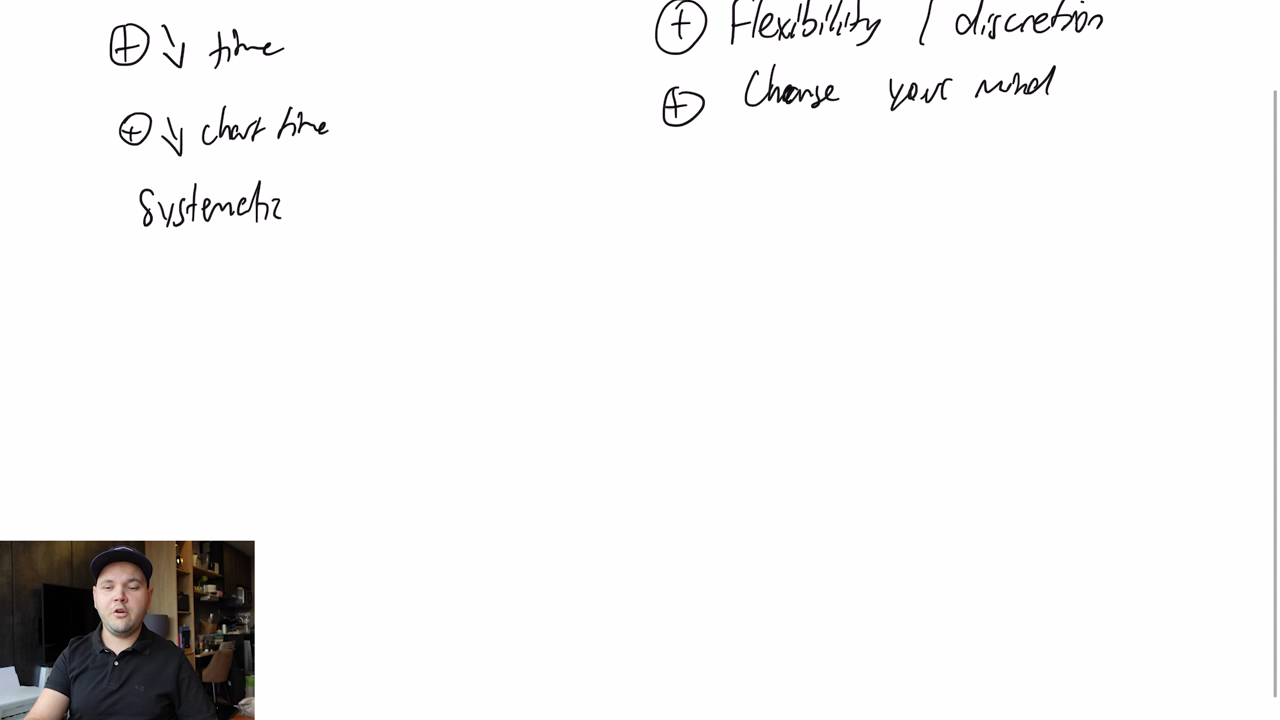 ⊕ ↘ time
⊕ ↘ chart time
Systematiz
⊕ Flexibility / discretion
⊕ Change your mind